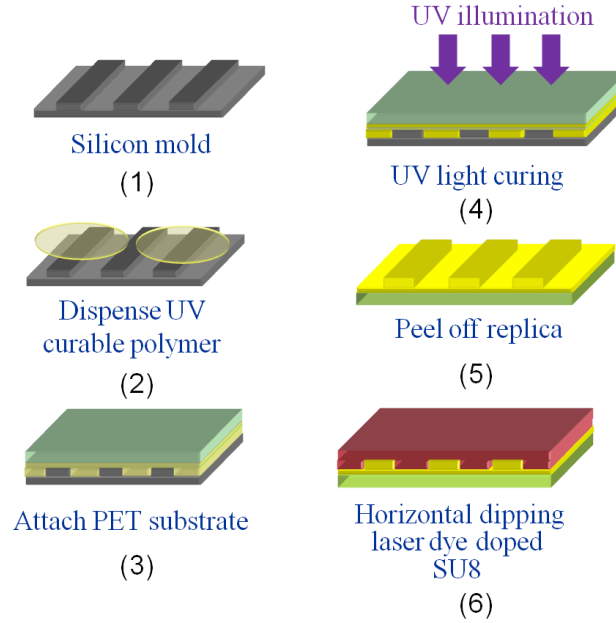 Silicon mold
(1)
Dispense UV
curable polymer
(2)
Attach PET substrate
(3)
UV illumination
UV light curing
(4)
Peel off replica
(5)
Horizontal dipping
laser dye doped
SU8
(6)